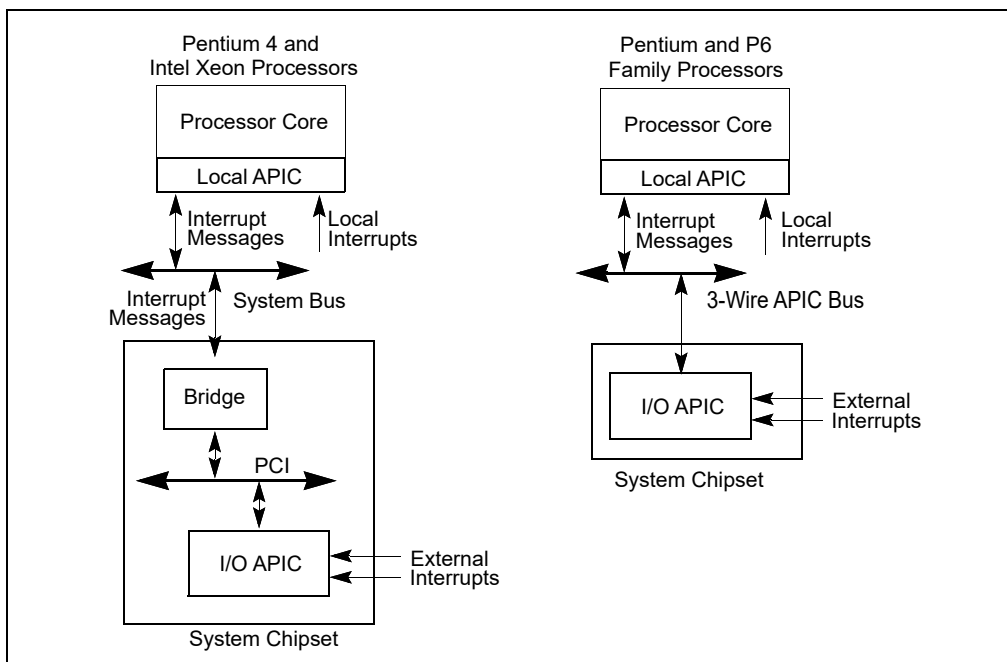 Pentium 4 and
Intel Xeon Processors
Processor Core
Local APIC
Interrupt
Messages
Local
Interrupts
Interrupt
Messages
System Bus
Bridge
PCI
I/O APIC
External
Interrupts
System Chipset
Pentium and P6
Family Processors
Processor Core
Local APIC
Interrupt
Messages
Local
Interrupts
3-Wire APIC Bus
I/O APIC
External
Interrupts
System Chipset